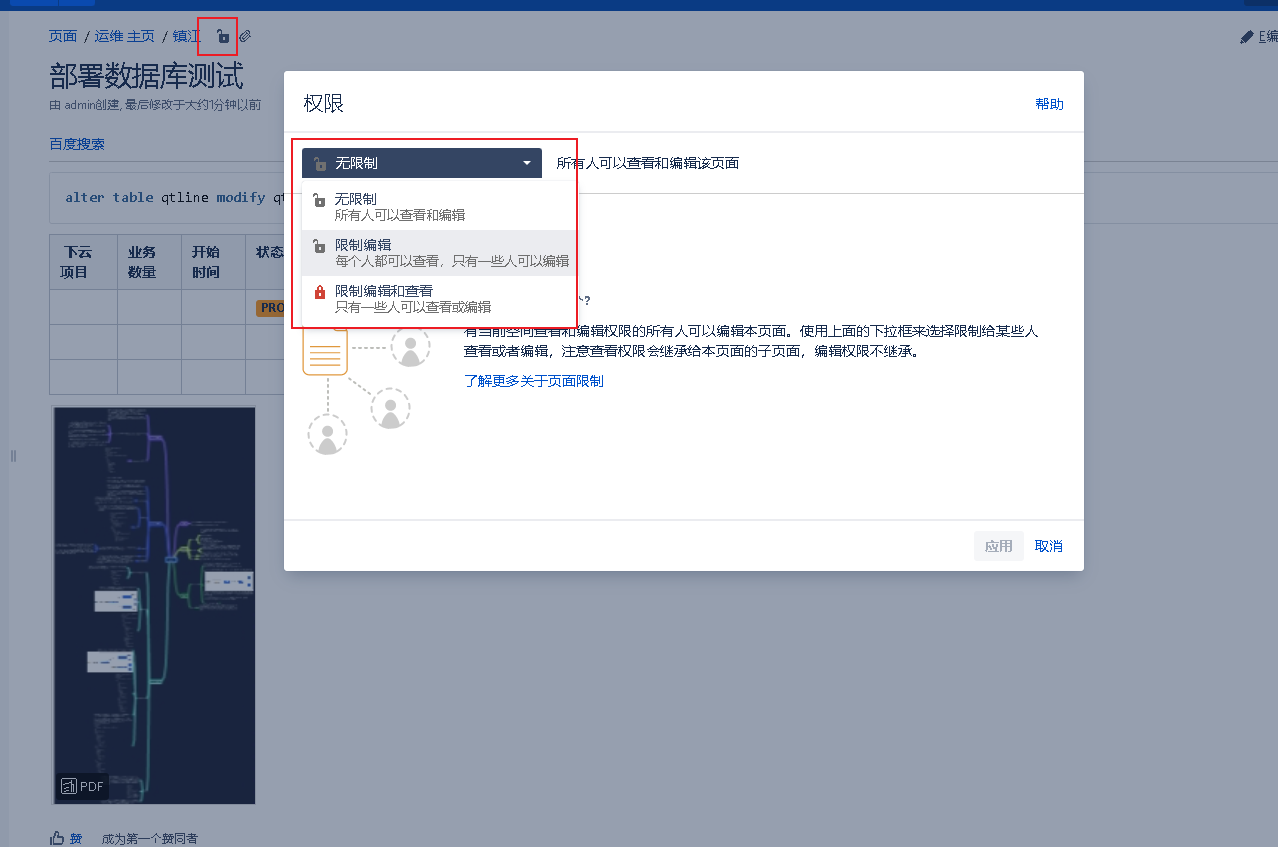 页面 / 运维 主页 / 镇江
E编
部署数据库测试
由 admin创建, 最后修改于大约1分钟以前
百度搜索
alter table qtline modify qt
下云项目 业务数量 开始时间 状态
PRO
权限
帮助
无限制
所有人可以查看和编辑该页面
无限制
所有人可以查看和编辑
限制编辑
每个人都可以查看，只有一些人可以编辑
限制编辑和查看
只有一些人可以查看或编辑
?
有当前空间查看和编辑权限的所有人可以编辑本页面。使用上面的下拉框来选择限制给某些人
查看或者编辑，注意查看权限会继承给本页面的子页面，编辑权限不继承。
了解更多关于页面限制
应用
取消
PDF
赞 成为第一个赞同者